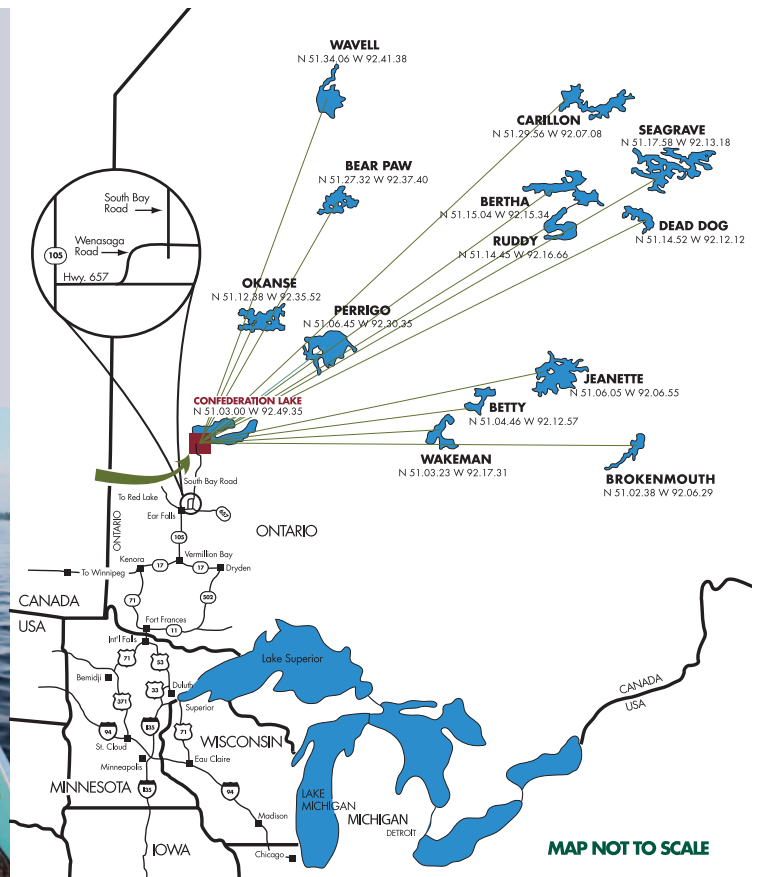 WAVELL
N 51.34.06 W 92.41.38
CARILLON
N 51.29.56 W 92.07.08
SEAGRAVE
N 51.17.58 W 92.13.18
BEAR PAW
N 51.27.32 W 92.37.40
BERTHA
N 51.15.04 W 92.15.34
DEAD DOG
N 51.14.52 W 92.12.12
RUDDY
N 51.14.45 W 92.16.66
South Bay
Road
Wenasaga
Road
105
Hwy. 657
OKANSE
N 51.12.38 W 92.35.52
PERRIGO
N 51.06.45 W 92.30.35
JEANETTE
N 51.06.05 W 92.06.55
CONFEDERATION LAKE
N 51.03.00 W 92.49.35
BETTY
N 51.04.46 W 92.12.57
WAKEMAN
N 51.03.23 W 92.17.31
BROKENMOUTH
N 51.02.38 W 92.06.29
South Bay Road
To Red Lake
Ear Falls
657
ONTARIO
ONTARIO
105
Vermillion Bay
Kenora
17
17
Dryden
To Winnipeg
71
502
CANADA
USA
Fort Frances
11
Int'l Falls
71
53
Bemidji
33
Duluth
371
Superior
Lake Superior
CANADA
USA
94
835
71
St. Cloud
WISCONSIN
Minneapolis
Eau Claire
MINNESOTA
835
94
LAKE
MICHIGAN
MICHIGAN
DETROIT
Madison
IOWA
Chicago
MAP NOT TO SCALE